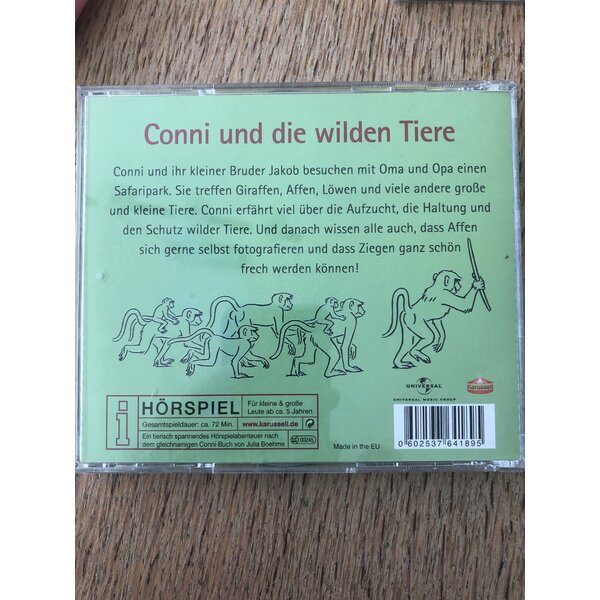 Conni und die wilden Tiere
Conni und ihr kleiner Bruder Jakob besuchen mit Oma und Opa einen
Safaripark. Sie treffen Giraffen, Affen, Löwen und viele andere große
und kleine Tiere. Conni erfährt viel über die Aufzucht, die Haltung und
den Schutz wilder Tiere. Und danach wissen alle auch, dass Affen
sich gerne selbst fotografieren und dass Ziegen ganz schön
frech werden können!
i
HÖRSPIEL
Für kleine & große
Leute ab ca. 5 Jahren
Gesamtspieldauer: ca. 72 Min.
www.karussell.de
Ein tierisch spannendes Hörspielabenteuer nach
dem gleichnamigen Conni-Buch von Julia Boehme
LC 00245
Made in the EU
UNIVERSAL
UNIVERSAL MUSIC GROUP
Karussell
0 602537 641895